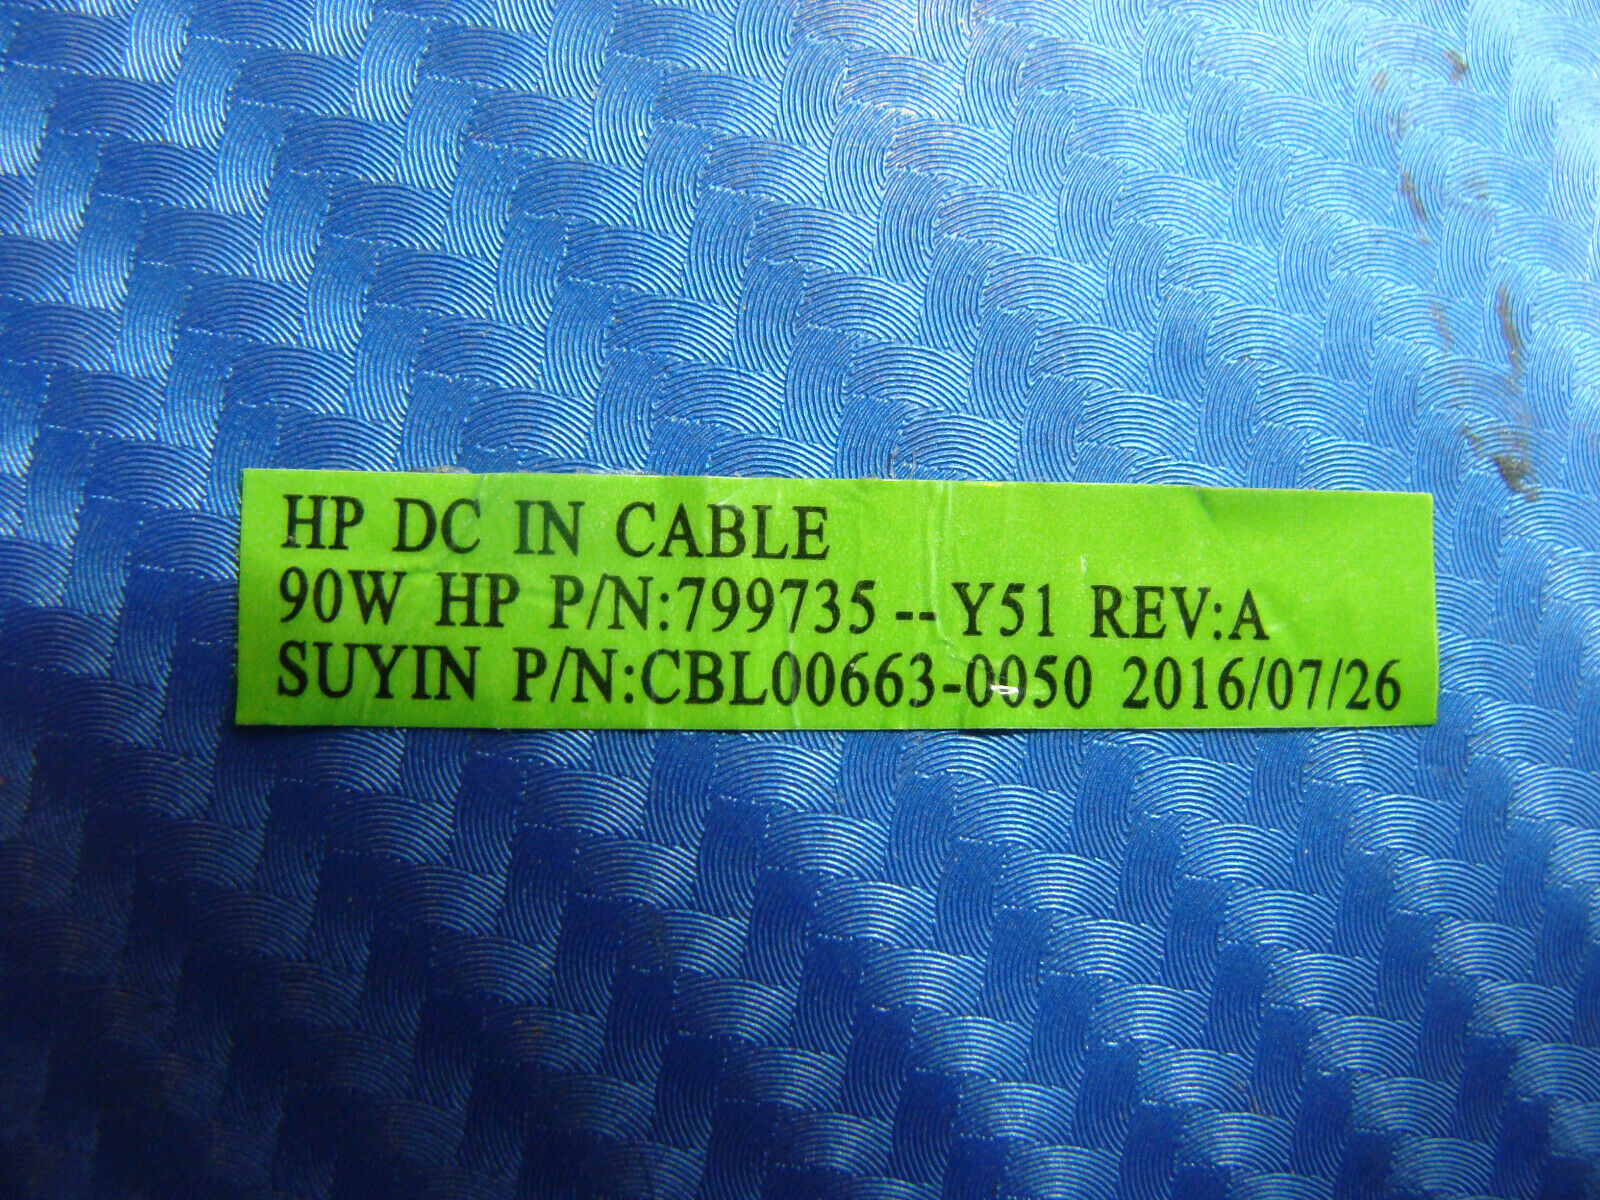 HP DC IN CABLE
90W HP P/N:799735--Y51 REV:A
SUYIN P/N:CBL00663-0050 2016/07/26